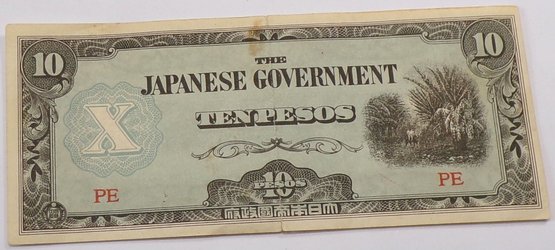 10
10
THE
JAPANESE GOVERNMENT
TEN PESOS
X
PE
PE
10
PESOS
大日本帝國政府